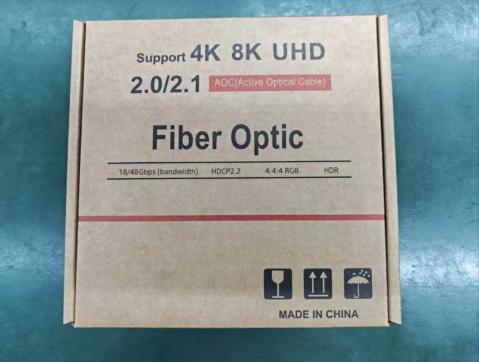 Support 4K 8K UHD
2.0/2.1 AOC(Active Optical Cable)
Fiber Optic
18/48Gbps (bandwidth) HDCP2.2 4:4:4 RGB HDR
MADE IN CHINA